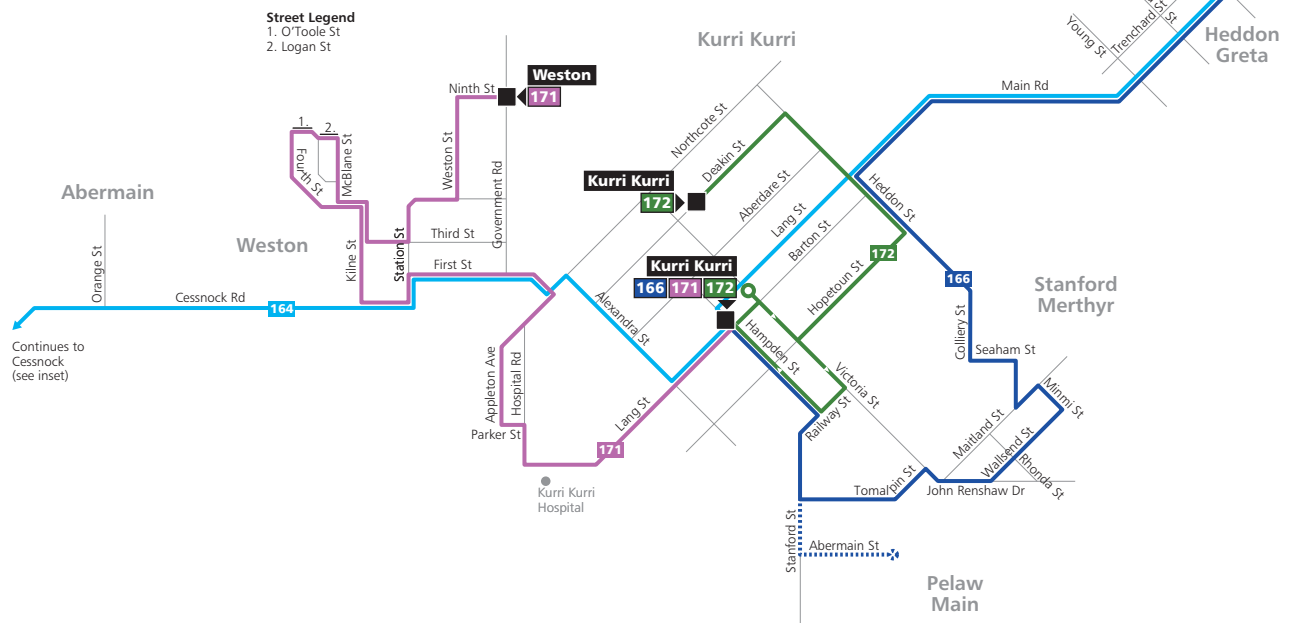 Street Legend
1. O'Toole St
2. Logan St
Kurri Kurri
Young St
Trenchard St
St
Heddon
Greta
Main Rd
Weston
171
Ninth St
Northcote St
Deakin St
1.
2.
McBlane St
Fourth St
Weston St
Government Rd
Abermain
Kurri Kurri
172
Aberdare St
Heddon St
Lang St
Barton St
Weston
Third St
Station St
Kilne St
First St
Orange St
Cessnock Rd
164
Kurri Kurri
166
171
172
172
166
Hopetoun St
Stanford
Merthyr
Alexandra St
Hampden St
Colliery St
Seaham St
Continues to
Cessnock
(see inset)
Appleton Ave
Hospital Rd
Victoria St
Minmi St
Lang St
Railway St
Parker St
171
Maitland St
Wallsend St
Rhonda St
Kurri Kurri
Hospital
Tomalpin St
John Renshaw Dr
Stanford St
Abermain St
Pelaw
Main